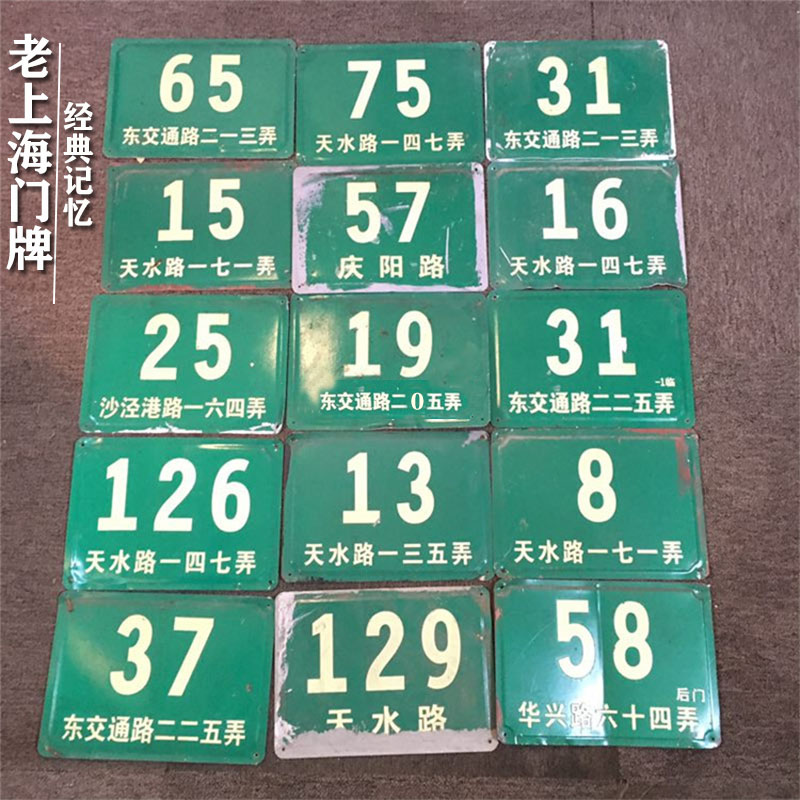 老上海门牌
经典记忆
65
东交通路二一三弄
75
天水路一四七弄
31
东交通路二一三弄
15
天水路一七一弄
57
庆阳路
16
天水路一四七弄
25
沙泾港路一六四弄
19
东交通路二0五弄
31
-1临
东交通路二二五弄
126
天水路一四七弄
13
天水路一三五弄
8
天水路一七一弄
37
东交通路二二五弄
129
天水路
58
后门
华兴路六十四弄